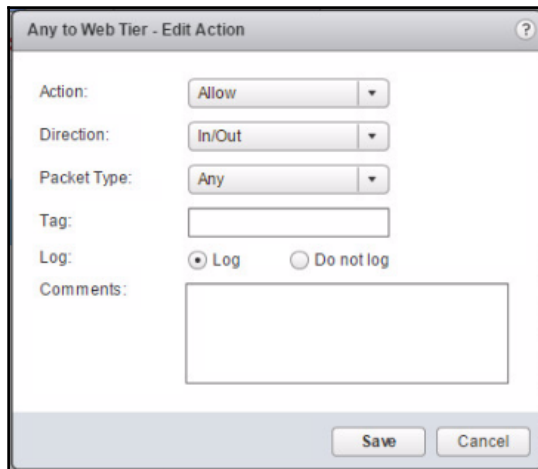 Any to Web Tier - Edit Action ?
Action: Allow
Direction: In/Out
Packet Type: Any
Tag:
Log: Log Do not log
Comments:
Save Cancel